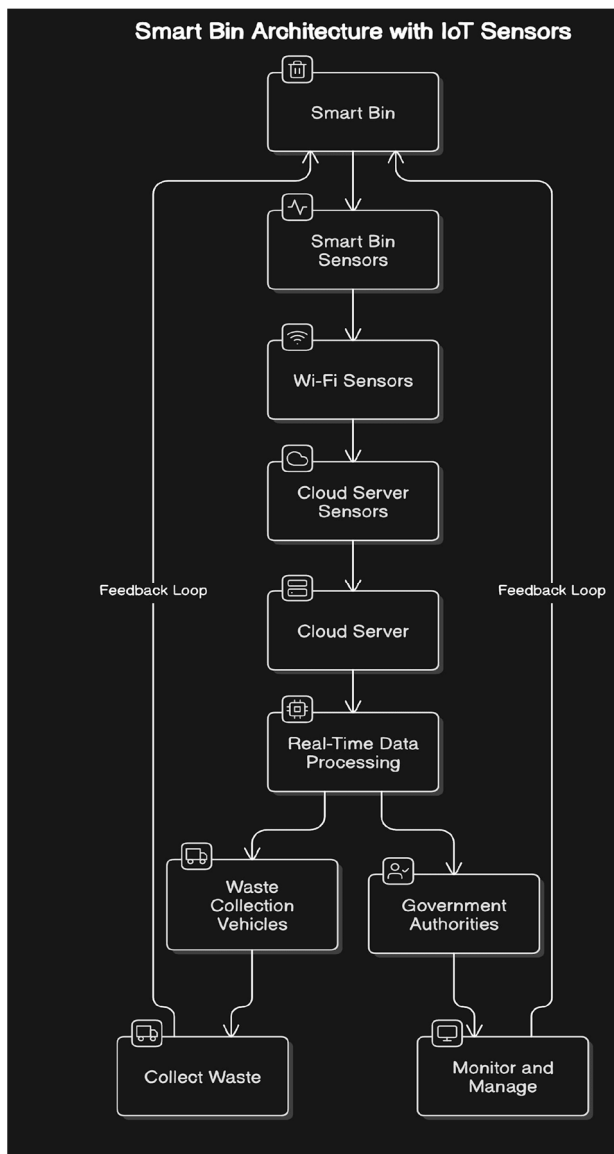 Smart Bin Architecture with IoT Sensors
Smart Bin
Smart Bin
Sensors
Wi-Fi Sensors
Cloud Server
Sensors
Feedback Loop
Feedback Loop
Cloud Server
Real-Time Data
Processing
Waste
Collection
Vehicles
Government
Authorities
Collect Waste
Monitor and
Manage